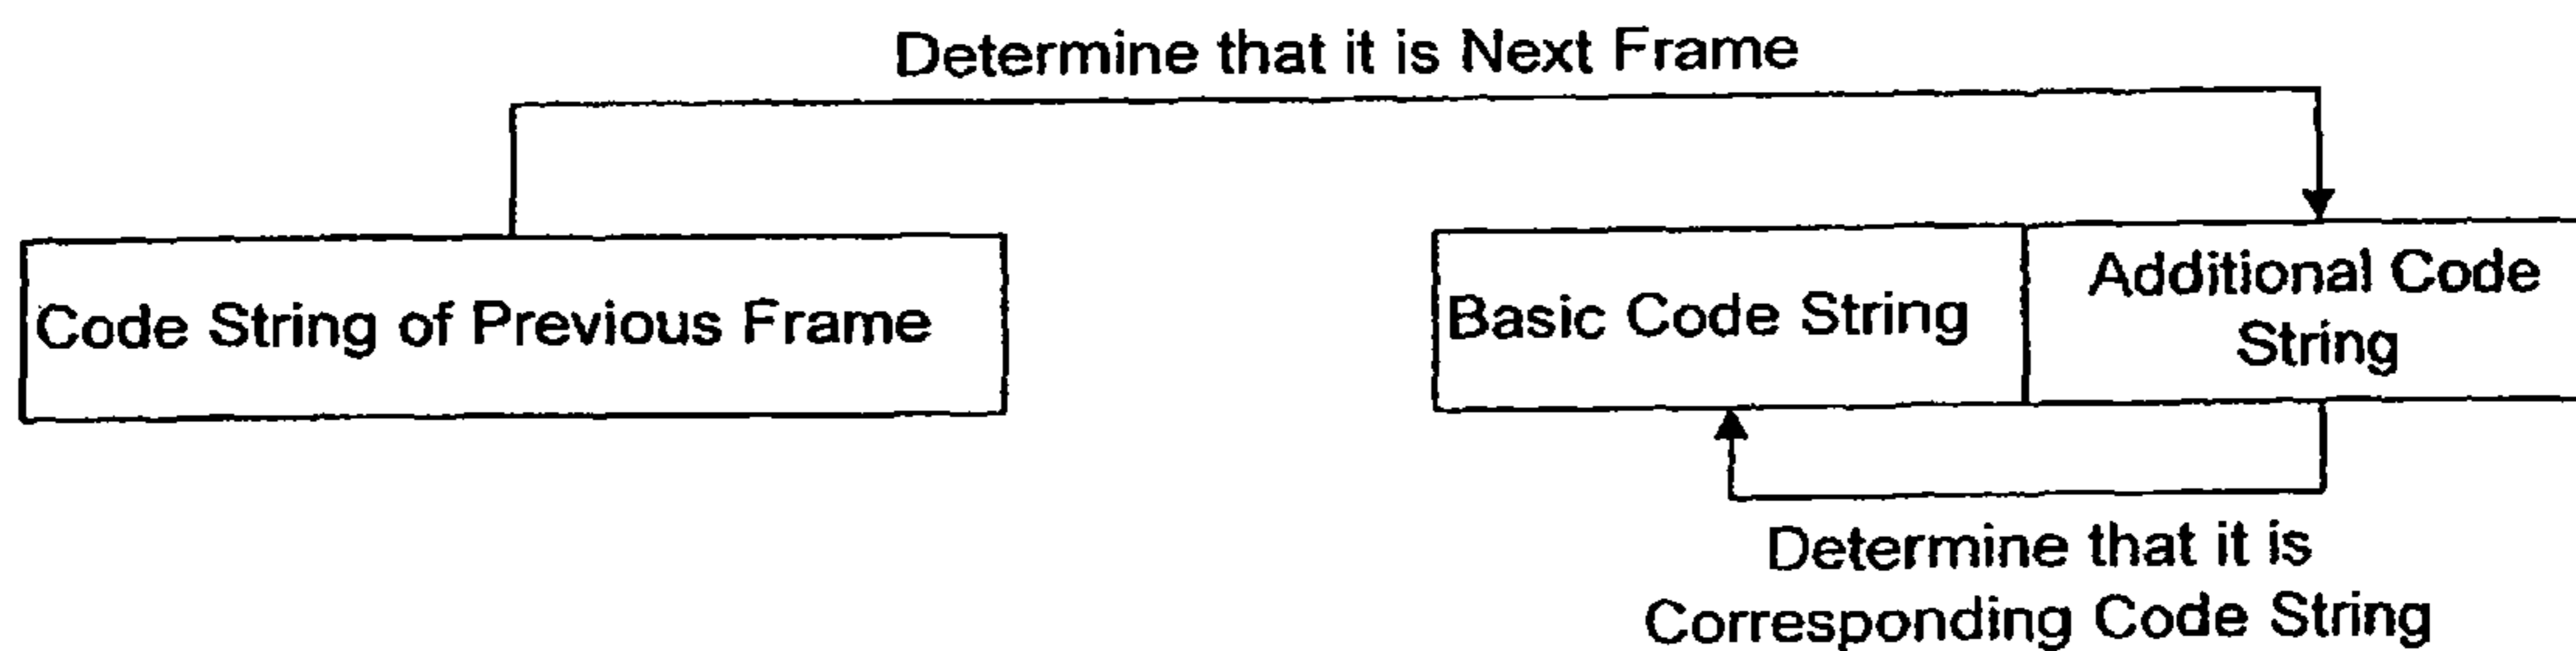 Determine that it is Next Frame
Code String of Previous Frame
Basic Code String
Additional Code
String
Determine that it is
Corresponding Code String